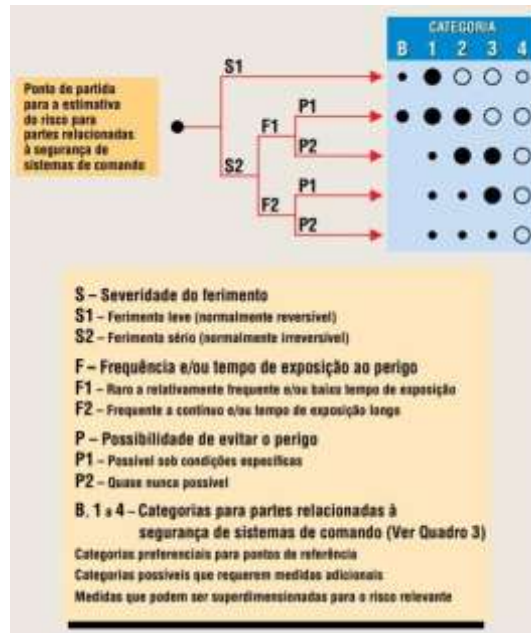 CATEGORIA
B 1 2 3 4
Ponto de partida
para a estimativa
do risco para
partes relacionadas
à segurança de
sistemas de comando
S1
F1
P1
P2
S2
F2
P1
P2
S – Severidade do ferimento
S1 – Ferimento leve (normalmente reversível)
S2 – Ferimento sério (normalmente irreversível)
F – Frequência e/ou tempo de exposição ao perigo
F1 – Raro a relativamente frequente e/ou baixo tempo de exposição
F2 – Frequente a contínuo e/ou tempo de exposição longo
P – Possibilidade de evitar o perigo
P1 – Possível sob condições específicas
P2 – Quase nunca possível
B, 1 a 4 – Categorias para partes relacionadas à
segurança de sistemas de comando (Ver Quadro 3)
Categorias preferenciais para pontos de referência
Categorias possíveis que requerem medidas adicionais
Medidas que podem ser superdimensionadas para o risco relevante